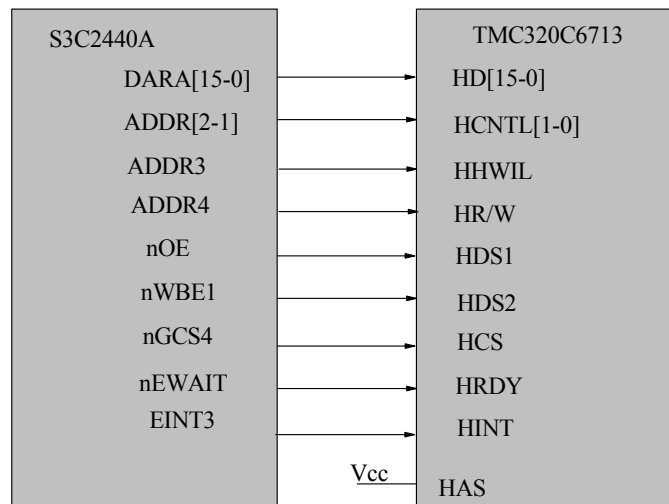 S3C2440A TMC320C6713
DARA[15-0] HD[15-0]
ADDR[2-1] HCNTL[1-0]
ADDR3 HHWIL
ADDR4 HR/W
nOE HDS1
nWBE1 HDS2
nGCS4 HCS
nEWAIT HRDY
EINT3 HINT
Vcc HAS